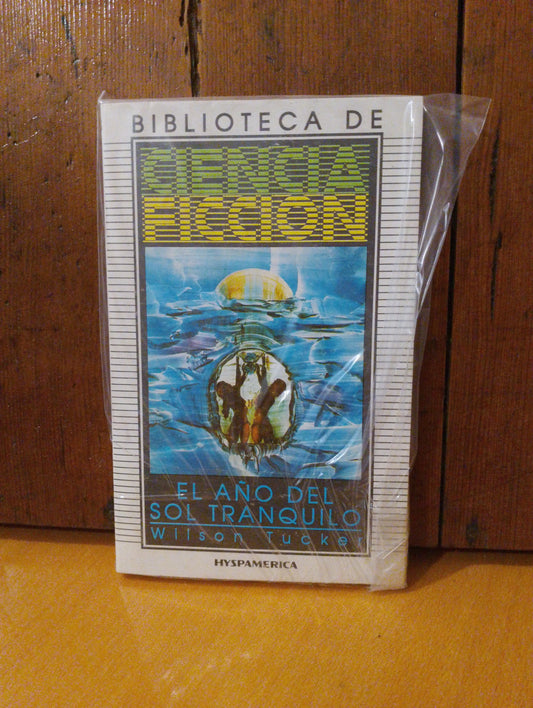 BIBLIOTECA DE
CIENCIA
FICCION
EL AÑO DEL
SOL TRANQUILO
Wilson Tucker
HYSPAMERICA